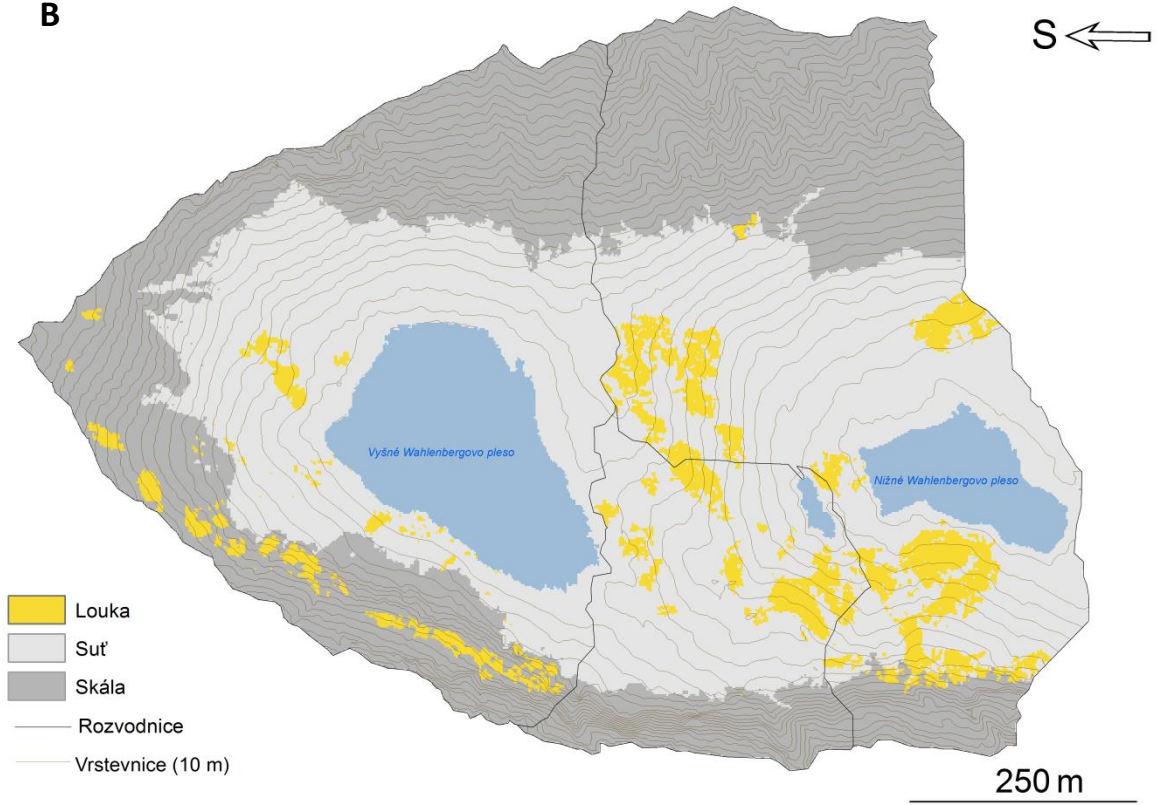 B
S
Vyšné Wahlenbergovo pleso
Nižné Wahlenbergovo pleso
Louka
Suť
Skála
Rozvodnice
Vrstevnice (10 m)
250 m